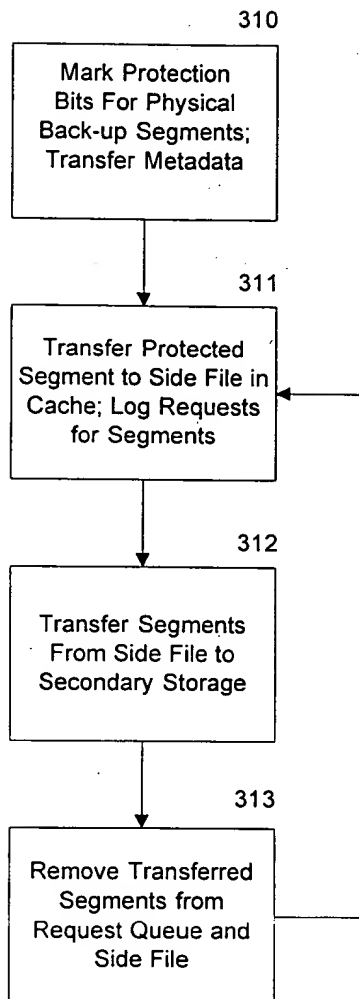 310
Mark Protection
Bits For Physical
Back-up Segments;
Transfer Metadata
311
Transfer Protected
Segment to Side File in
Cache; Log Requests
for Segments
312
Transfer Segments
From Side File to
Secondary Storage
313
Remove Transferred
Segments from
Request Queue and
Side File